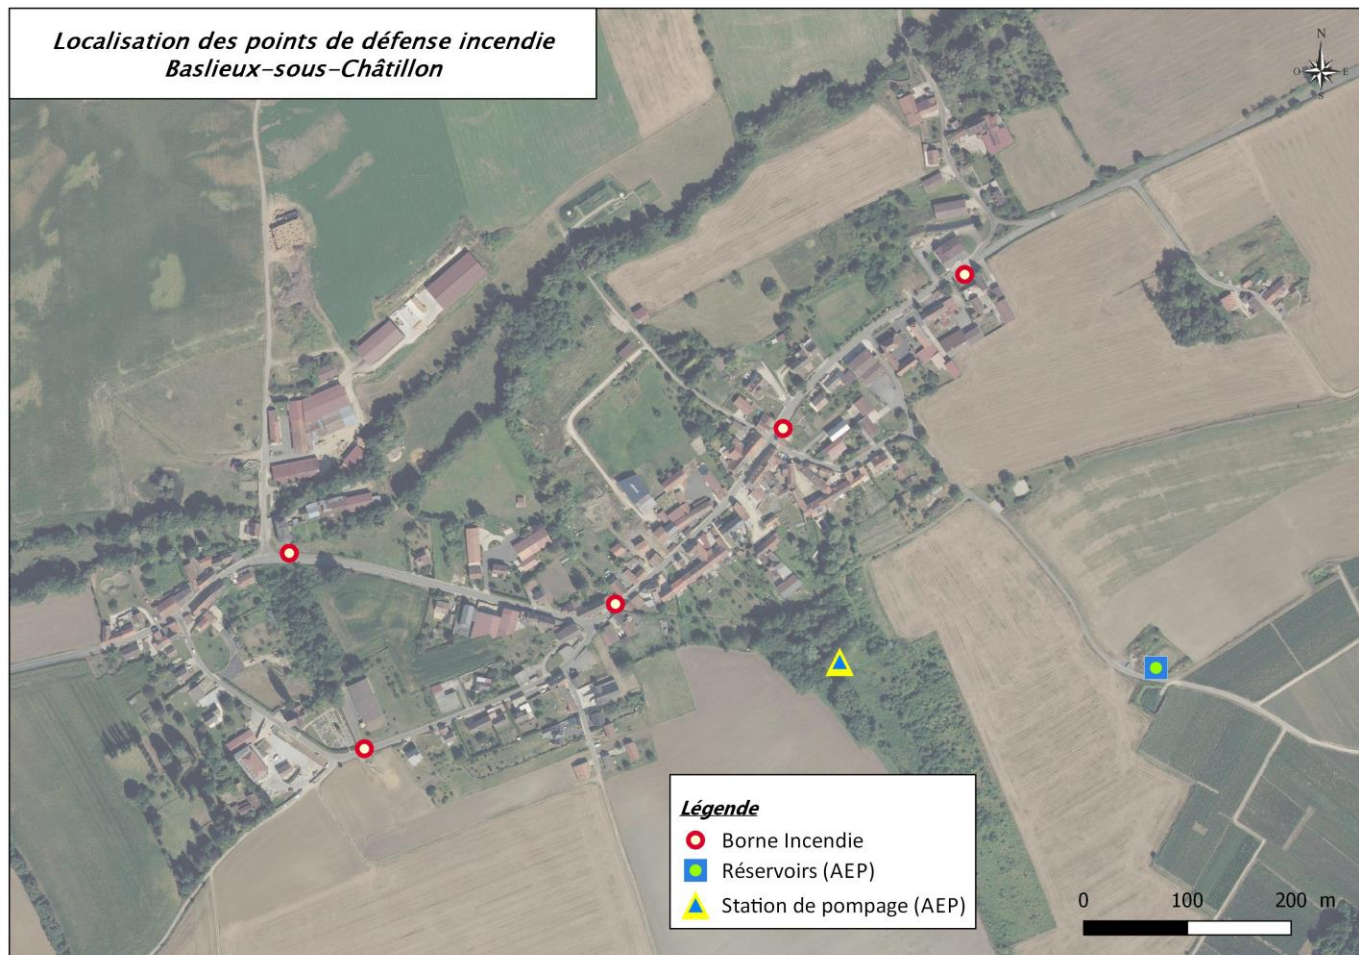 Localisation des points de défense incendie
Baslieux-sous-Châtillon
N
O
E
S
Légende
Borne Incendie
Réservoirs (AEP)
Station de pompage (AEP)
0 100 200 m